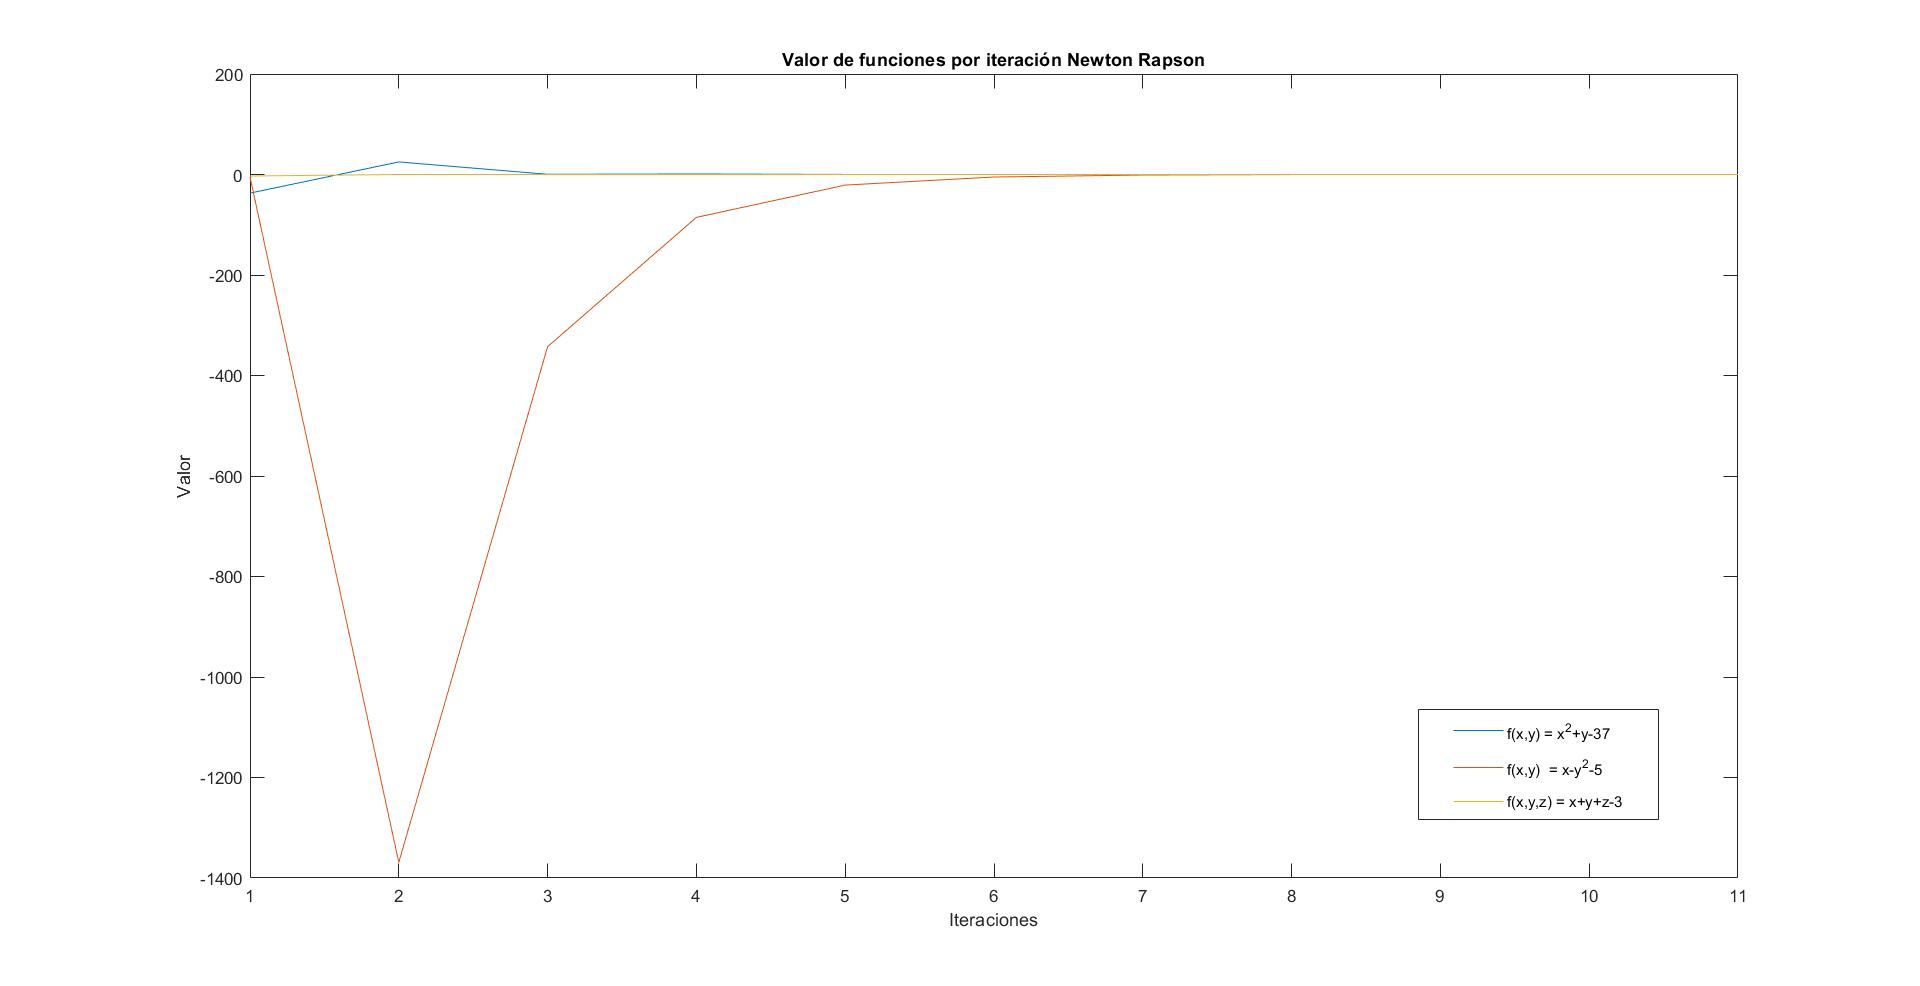 Valor de funciones por iteración Newton Rapson
200
0
-200
-400
-600
-800
-1000
-1200
-1400
Valor
1 2 3 4 5 6 7 8 9 10 11
Iteraciones
f(x,y) = x²+y-37
f(x,y)  = x-y²-5
f(x,y,z) = x+y+z-3